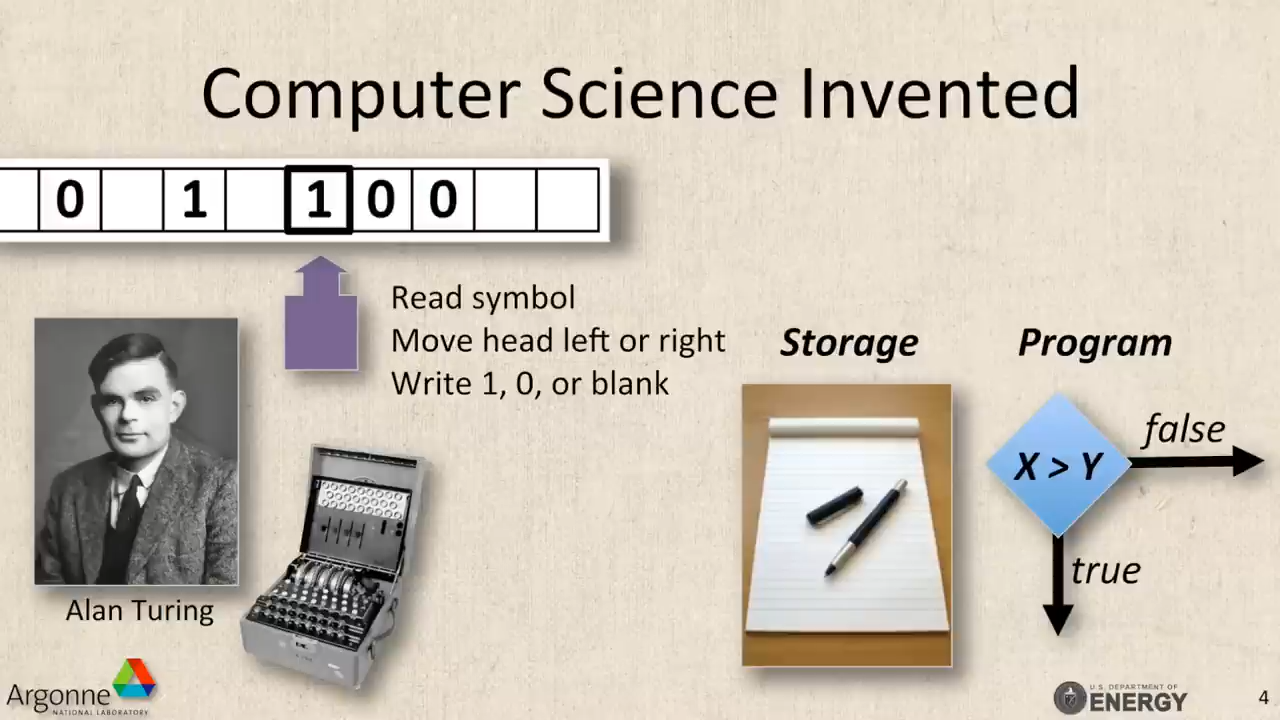 Computer Science Invented
0 1 1 0 0
Read symbol
Move head left or right
Write 1, 0, or blank
Storage
Program
X > Y
false
true
Alan Turing
Argonne
NATIONAL LABORATORY
U.S. DEPARTMENT OF
ENERGY
4